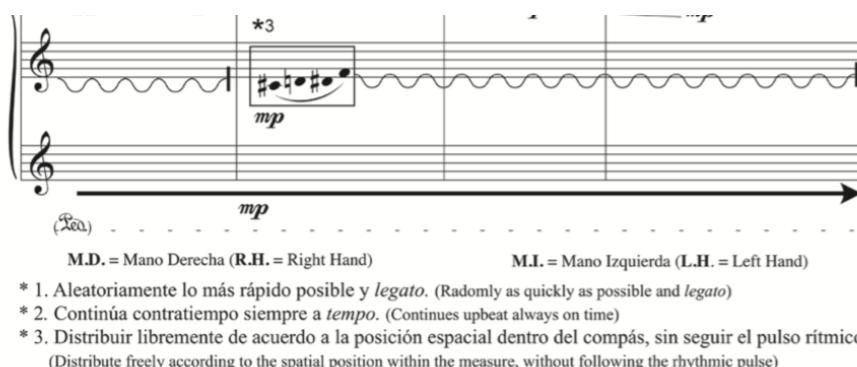 *3
mp
mp
mp
(Ped.)
M.D. = Mano Derecha (R.H. = Right Hand) M.I. = Mano Izquierda (L.H. = Left Hand)
* 1. Aleatoriamente lo más rápido posible y legato. (Radomly as quickly as possible and legato)
* 2. Continúa contratiempo siempre a tempo. (Continues upbeat always on time)
* 3. Distribuir libremente de acuerdo a la posición espacial dentro del compás, sin seguir el pulso rítmico
(Distribute freely according to the spatial position within the measure, without following the rhythmic pulse)